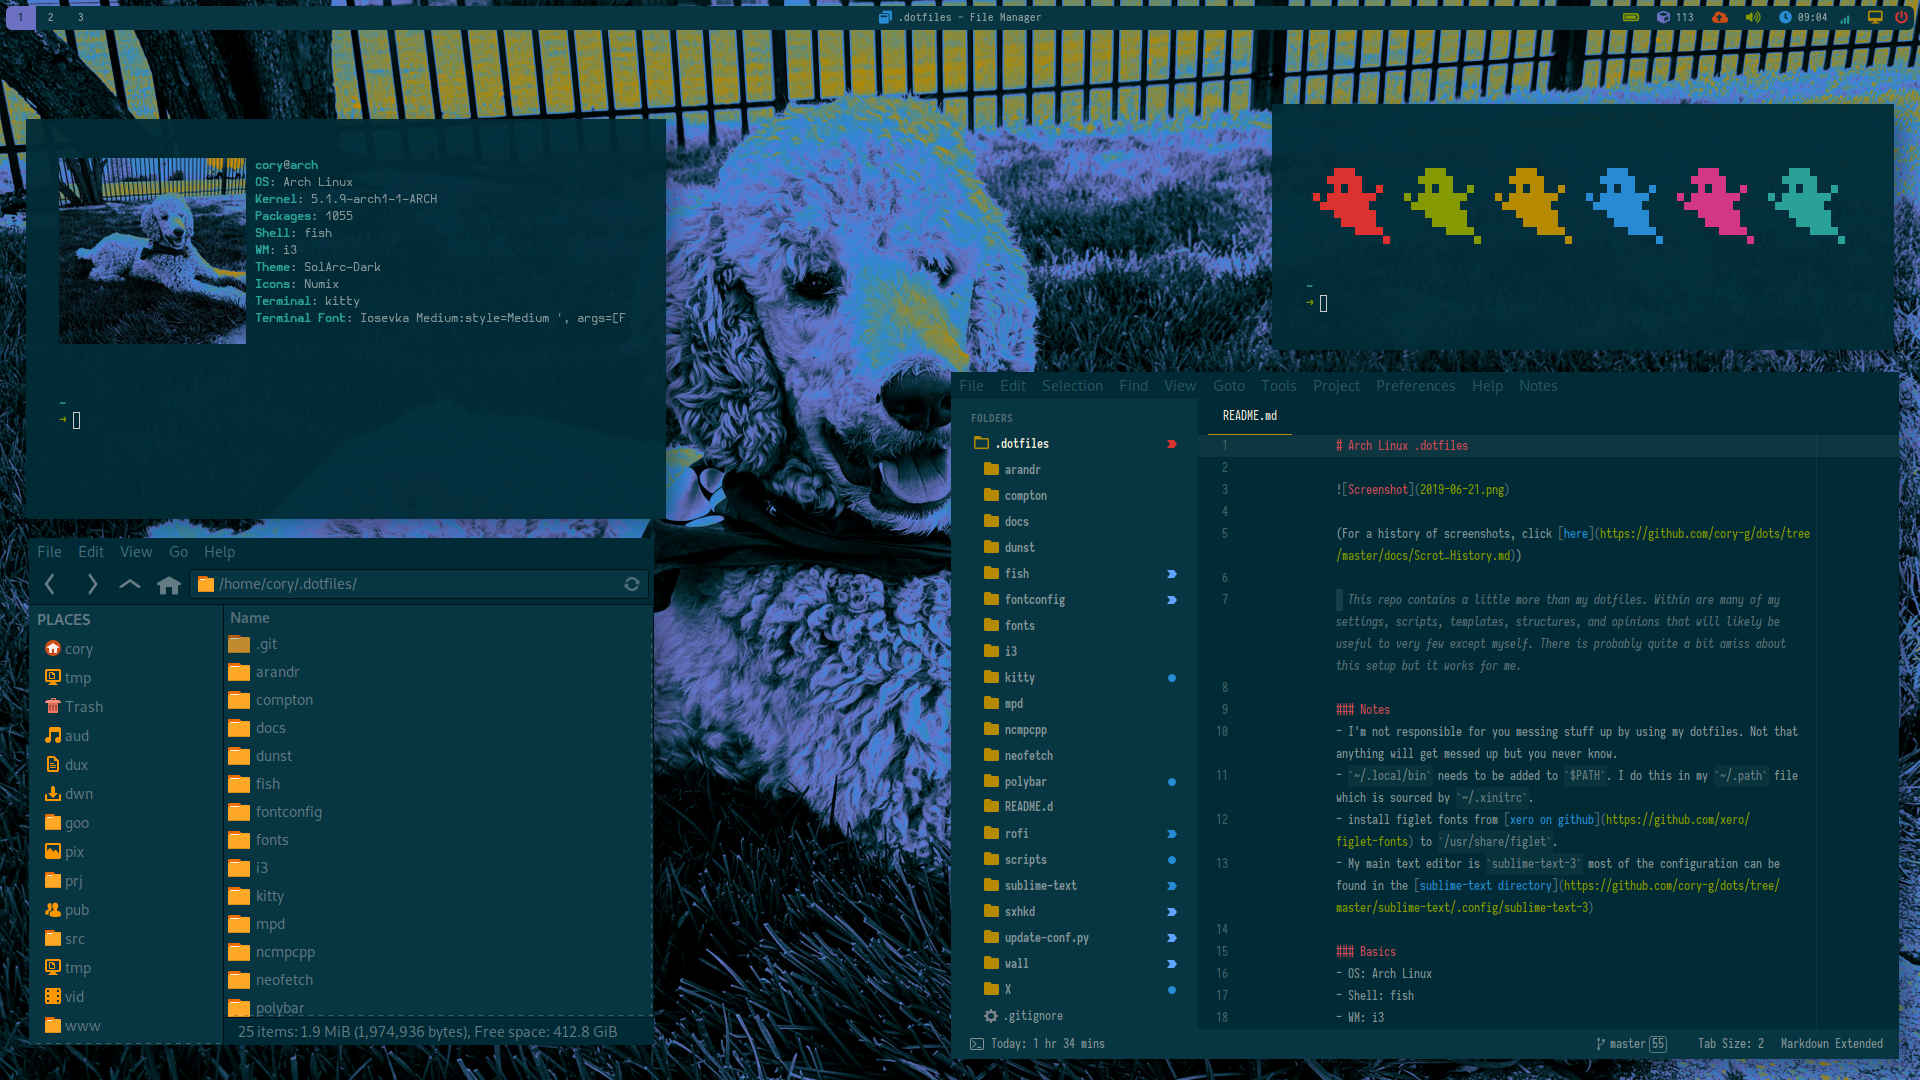 1 2 3
.dotfiles - File Manager
113
09:04
cory@arch
OS: Arch Linux
Kernel: 5.1.9-arch1-1-ARCH
Packages: 1055
Shell: fish
WM: i3
Theme: SolArc-Dark
Icons: Numix
Terminal: kitty
Terminal Font: Iosevka Medium:style=Medium ', args=[F
~
→
~
→
File Edit View Go Help
/home/cory/.dotfiles/
PLACES
cory
tmp
Trash
aud
dux
dwn
goo
pix
prj
pub
src
tmp
vid
www
Name
.git
arandr
compton
docs
dunst
fish
fontconfig
fonts
i3
kitty
mpd
ncmpcpp
neofetch
polybar
25 items: 1.9 MiB (1,974,936 bytes), Free space: 412.8 GiB
File Edit Selection Find View Goto Tools Project Preferences Help Notes
FOLDERS
.dotfiles
arandr
compton
docs
dunst
fish
fontconfig
fonts
i3
kitty
mpd
ncmpcpp
neofetch
polybar
README.d
rofi
scripts
sublime-text
sxhkd
update-conf.py
wall
X
.gitignore
README.md
1 # Arch Linux .dotfiles
2
3 ![Screenshot](2019-06-21.png)
4
5 (For a history of screenshots, click [here](https://github.com/cory-g/dots/tree
/master/docs/Scrot_History.md))
6
7 This repo contains a little more than my dotfiles. Within are many of my
settings, scripts, templates, structures, and opinions that will likely be
useful to very few except myself. There is probably quite a bit amiss about
this setup but it works for me.
8
9 ### Notes
10 - I'm not responsible for you messing stuff up by using my dotfiles. Not that
anything will get messed up but you never know.
11 - `~/.local/bin` needs to be added to `$PATH`. I do this in my `~/.path` file
which is sourced by `~/.xinitrc`.
12 - install figlet fonts from [xero on github](https://github.com/xero/
figlet-fonts) to `/usr/share/figlet`.
13 - My main text editor is `sublime-text-3` most of the configuration can be
found in the [sublime-text directory](https://github.com/cory-g/dots/tree/
master/sublime-text/.config/sublime-text-3)
14
15 ### Basics
16 - OS: Arch Linux
17 - Shell: fish
18 - WM: i3
Today: 1 hr 34 mins
master 55
Tab Size: 2
Markdown Extended